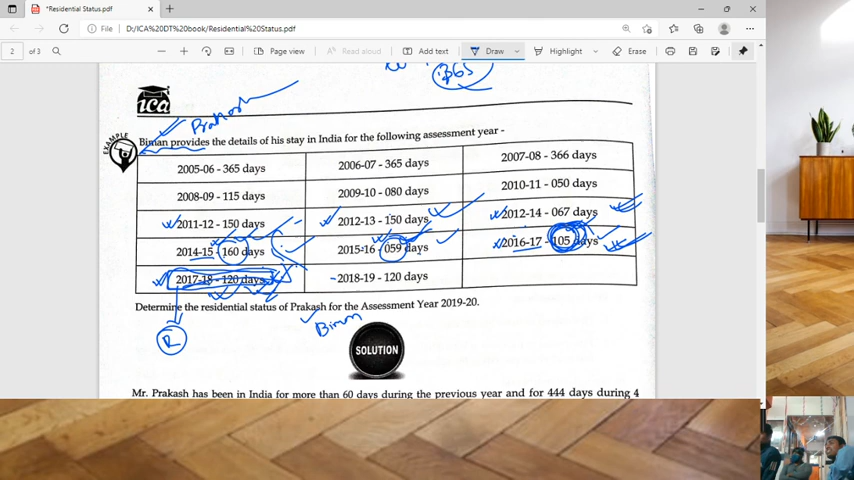 *Residential Status.pdf
File
D:/ICA%20DT%20book/Residential%20Status.pdf
2 of 3
Page view
Read aloud
Add text
Draw
Highlight
Erase
365
ica
Prakash
EXAMPLE
Biman provides the details of his stay in India for the following assessment year -
2005-06 - 365 days 2006-07 - 365 days 2007-08 - 366 days
2008-09 - 115 days 2009-10 - 080 days 2010-11 - 050 days
2011-12 - 150 days 2012-13 - 150 days 2012-14 - 067 days
2014-15 - 160 days 2015-16 - 059 days 2016-17 - 105 days
2017-18 - 120 days 2018-19 - 120 days
Determine the residential status of Prakash for the Assessment Year 2019-20.
Biman
R
SOLUTION
Mr. Prakash has been in India for more than 60 days during the previous year and for 444 days during 4